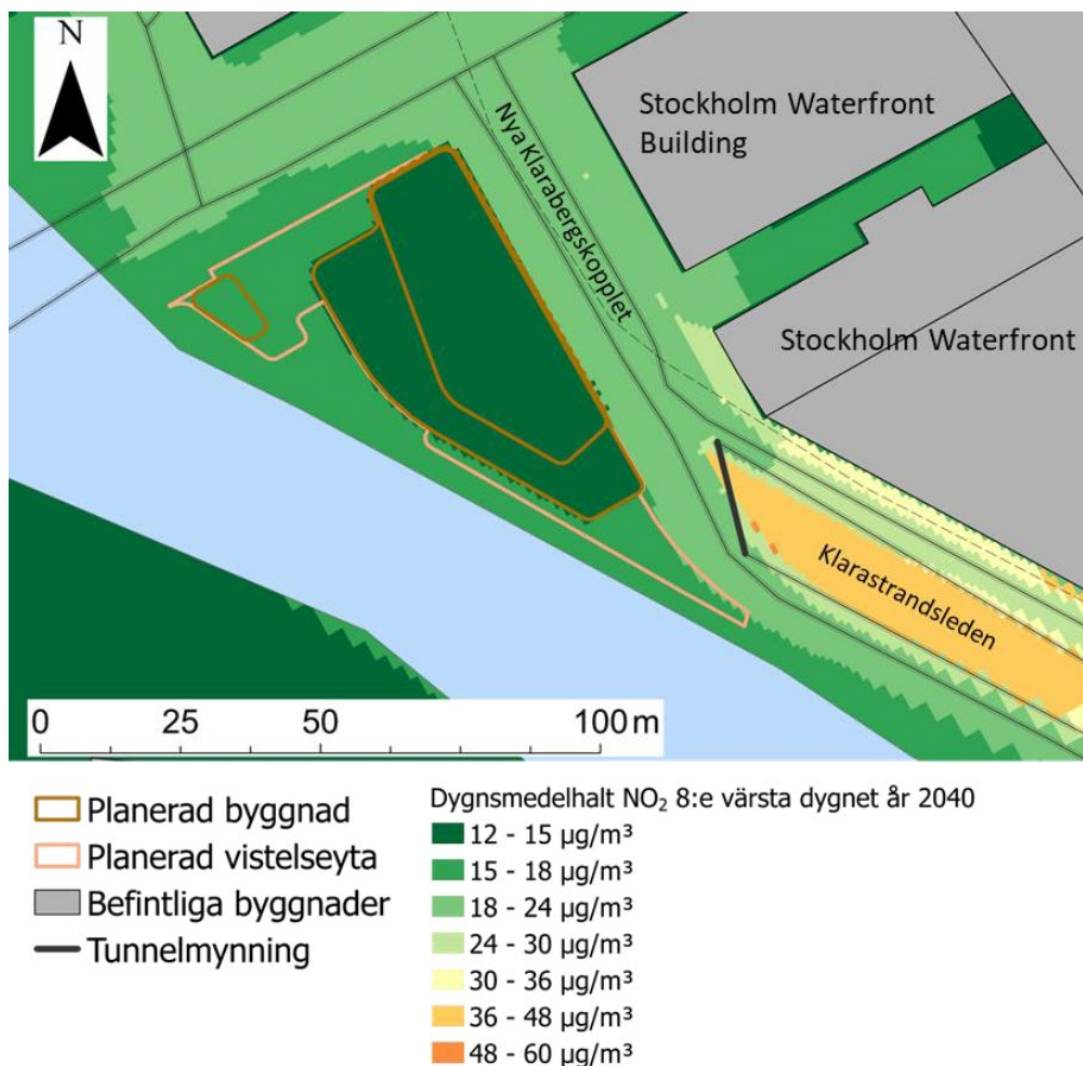 N
Stockholm Waterfront
Building
Nya Klarabergskopplet
Stockholm Waterfront
Klarastrandsleden
0 25 50 100 m
Planerad byggnad
Planerad vistelseyta
Befintliga byggnader
Tunnelmynning
Dygnsmedelhalt NO₂ 8:e värsta dygnet år 2040
12 - 15 µg/m³
15 - 18 µg/m³
18 - 24 µg/m³
24 - 30 µg/m³
30 - 36 µg/m³
36 - 48 µg/m³
48 - 60 µg/m³